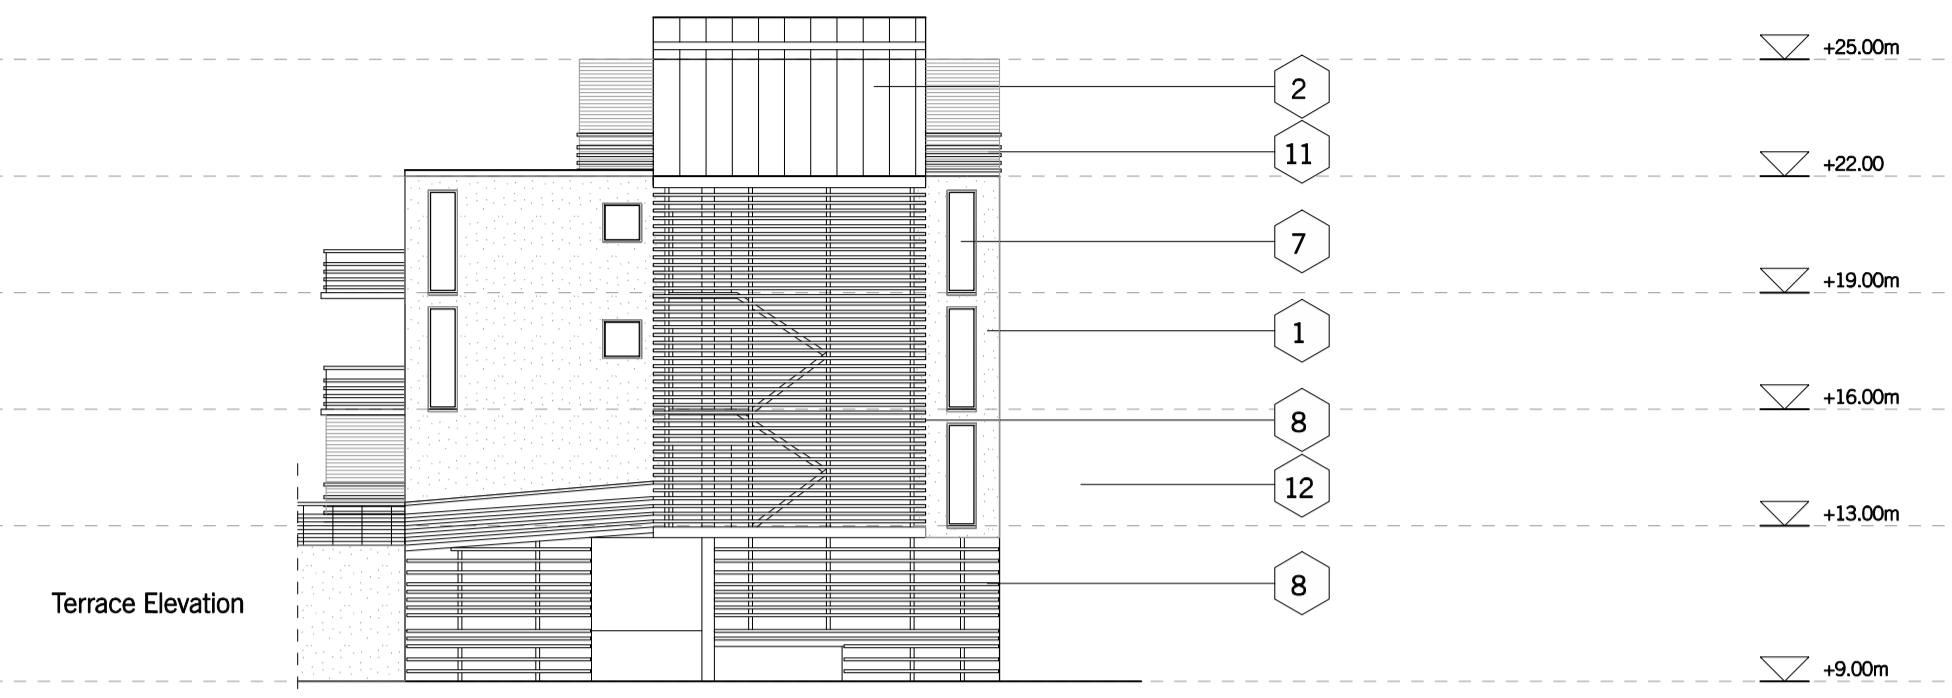 +25.00m
2
11
+22.00
7
+19.00m
1
+16.00m
8
12
+13.00m
8
Terrace Elevation
+9.00m